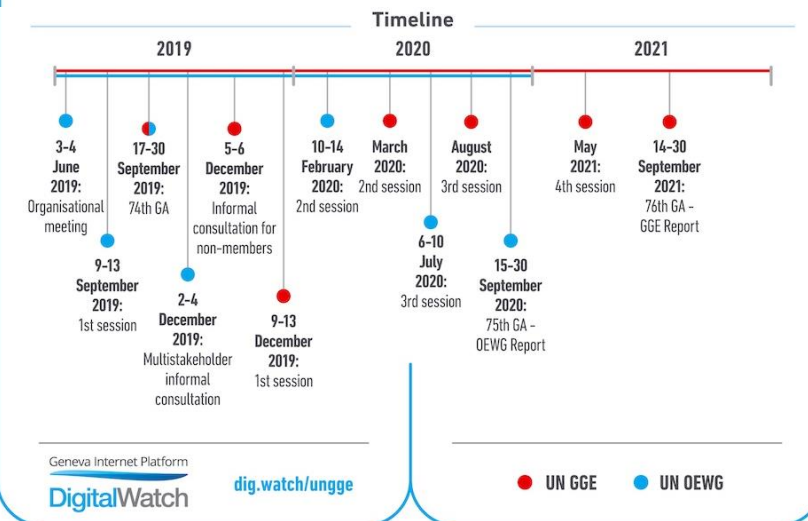 Timeline
2019
2020
2021
3-4
June
2019:
Organisational
meeting
9-13
September
2019:
1st session
17-30
September
2019:
74th GA
2-4
December
2019:
Multistakeholder
informal
consultation
5-6
December
2019:
Informal
consultation for
non-members
9-13
December
2019:
1st session
10-14
February
2020:
2nd session
March
2020:
2nd session
6-10
July
2020:
3rd session
August
2020:
3rd session
15-30
September
2020:
75th GA -
OEWG Report
May
2021:
4th session
14-30
September
2021:
76th GA -
GGE Report
Geneva Internet Platform
DigitalWatch
dig.watch/ungge
UN GGE
UN OEWG